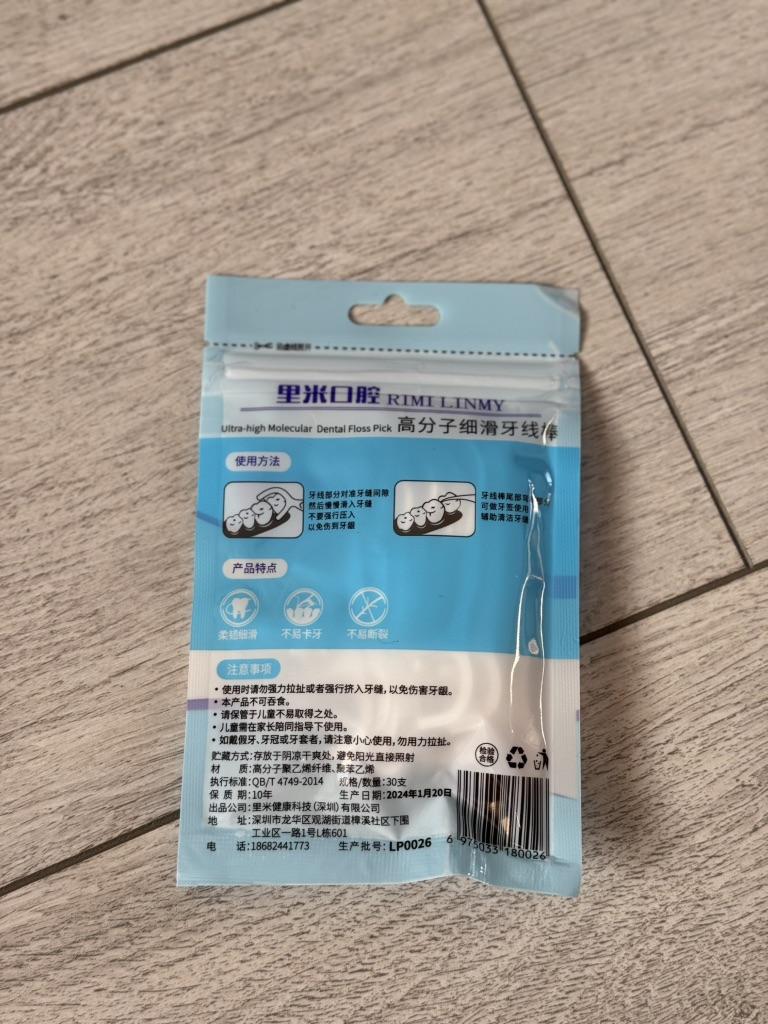 里米口腔 RIMI LINMY
Ultra-high Molecular Dental Floss Pick 高分子细滑牙线棒
使用方法
牙线部分对准牙缝间隙
然后慢慢滑入牙缝
不要强行压入
以免伤到牙龈
牙线棒尾部
可做牙签使用
辅助清洁牙缝
产品特点
柔韧细滑
不易卡牙
不易断裂
注意事项
• 使用时请勿强力拉扯或者强行挤入牙缝,以免伤害牙龈。
• 本产品不可吞食。
• 请保管于儿童不易取得之处。
• 儿童需在家长陪同指导下使用。
• 如戴假牙、牙冠或牙套者,请注意小心使用,勿用力拉扯。
贮藏方式:存放于阴凉干爽处,避免阳光直接照射
材 质:高分子聚乙烯纤维、聚苯乙烯
执行标准:QB/T 4749-2014 规格/数量:30支
保 质 期:10年 生产日期:2024年1月20日
出品公司:里米健康科技(深圳)有限公司
地 址:深圳市龙华区观湖街道樟溪社区下围
工业区一路1号L栋601
电 话:18682441773 生产批号:LP0026
检验
合格
6 975033 180026